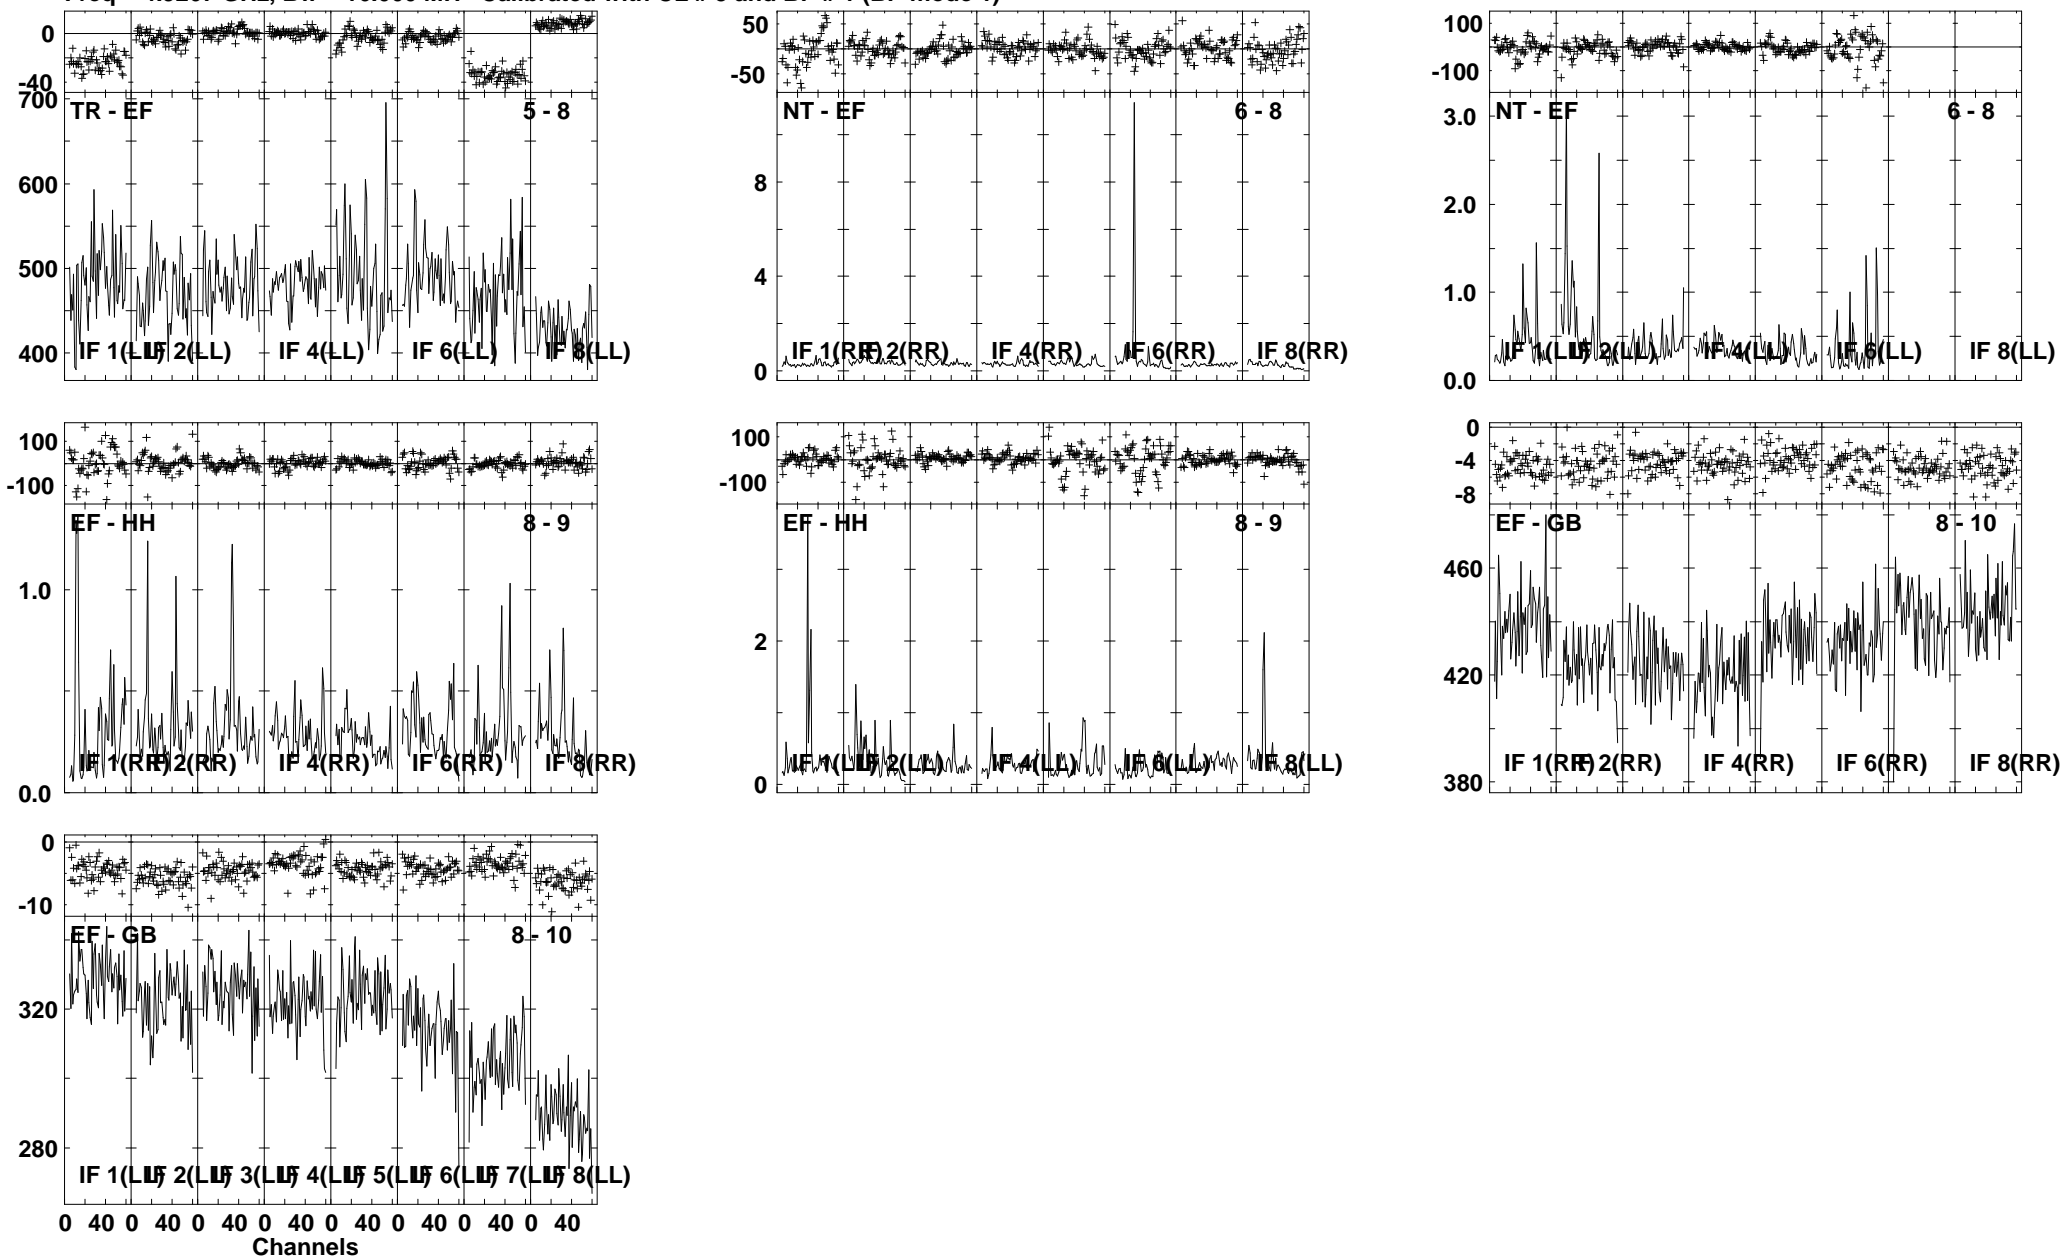 0
-40
700
TR - EF
5 - 8
600
500
400
IF 1(LL)
IF 2(LL)
IF 4(LL)
IF 6(LL)
IF 8(LL)
50
-50
NT - EF
6 - 8
8
4
0
IF 1(RR)
IF 2(RR)
IF 4(RR)
IF 6(RR)
IF 8(RR)
100
-100
3.0
NT - EF
6 - 8
2.0
1.0
0.0
IF 1(LL)
IF 2(LL)
IF 4(LL)
IF 6(LL)
IF 8(LL)
100
-100
EF - HH
8 - 9
1.0
0.0
IF 1(RR)
IF 2(RR)
IF 4(RR)
IF 6(RR)
IF 8(RR)
100
-100
EF - HH
8 - 9
2
0
IF 1(LL)
IF 2(LL)
IF 4(LL)
IF 6(LL)
IF 8(LL)
0
-4
-8
EF - GB
8 - 10
460
420
380
IF 1(RR)
IF 2(RR)
IF 4(RR)
IF 6(RR)
IF 8(RR)
0
-10
EF - GB
8 - 10
320
280
IF 1(LL)
IF 2(LL)
IF 3(LL)
IF 4(LL)
IF 5(LL)
IF 6(LL)
IF 7(LL)
IF 8(LL)
0 40 0 40 0 40 0 40 0 40 0 40 0 40 0 40
Channels